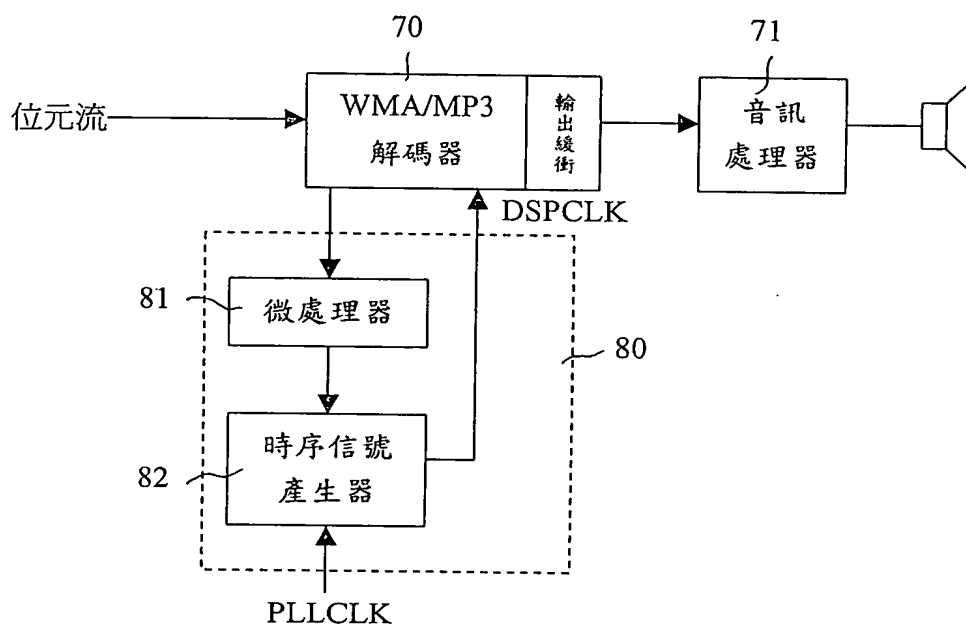 70
71
位元流
WMA/MP3
解碼器
輸出緩衝
音訊
處理器
DSPCLK
81
微處理器
80
82
時序信號
產生器
PLLCLK